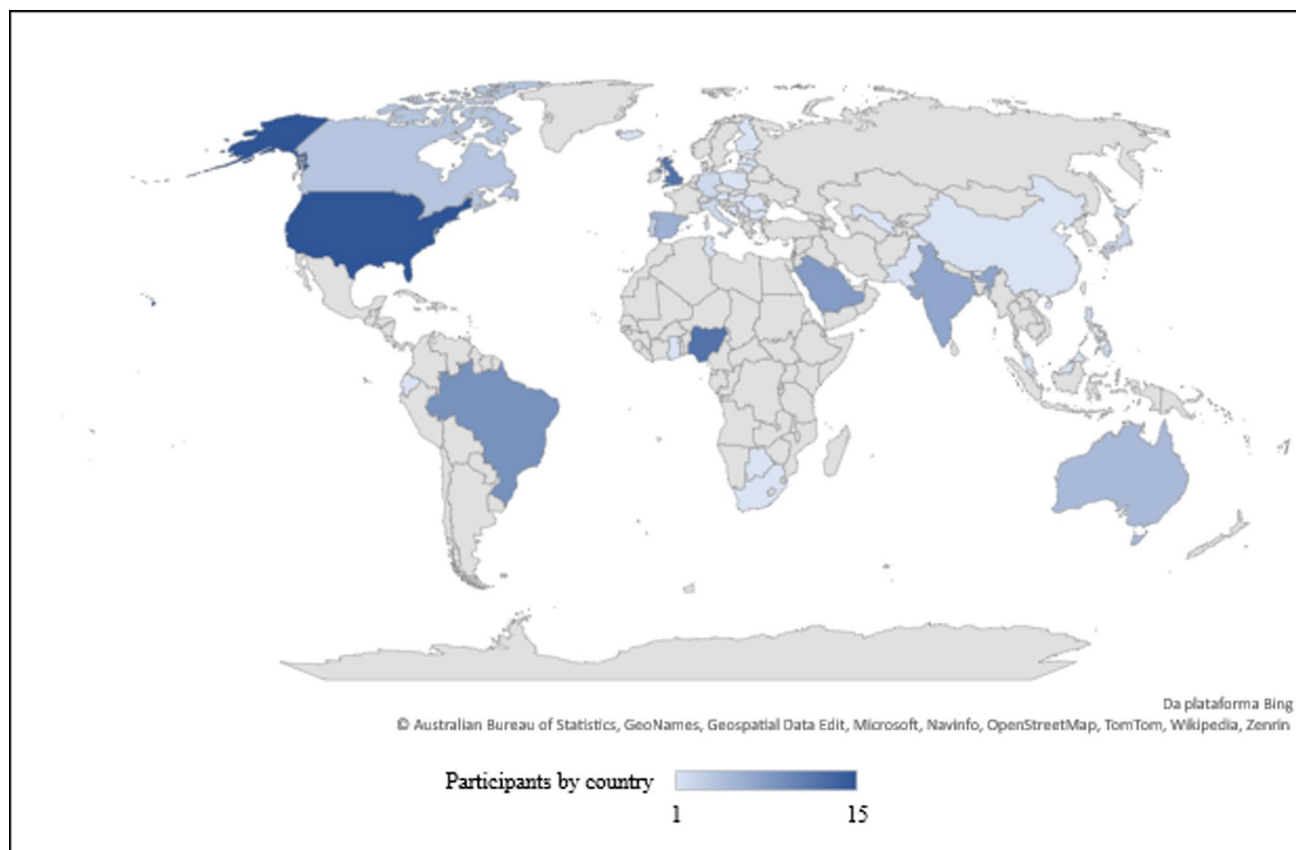 Da plataforma Bing
© Australian Bureau of Statistics, GeoNames, Geospatial Data Edit, Microsoft, Navinfo, OpenStreetMap, TomTom, Wikipedia, Zenrin
Participants by country
1 15